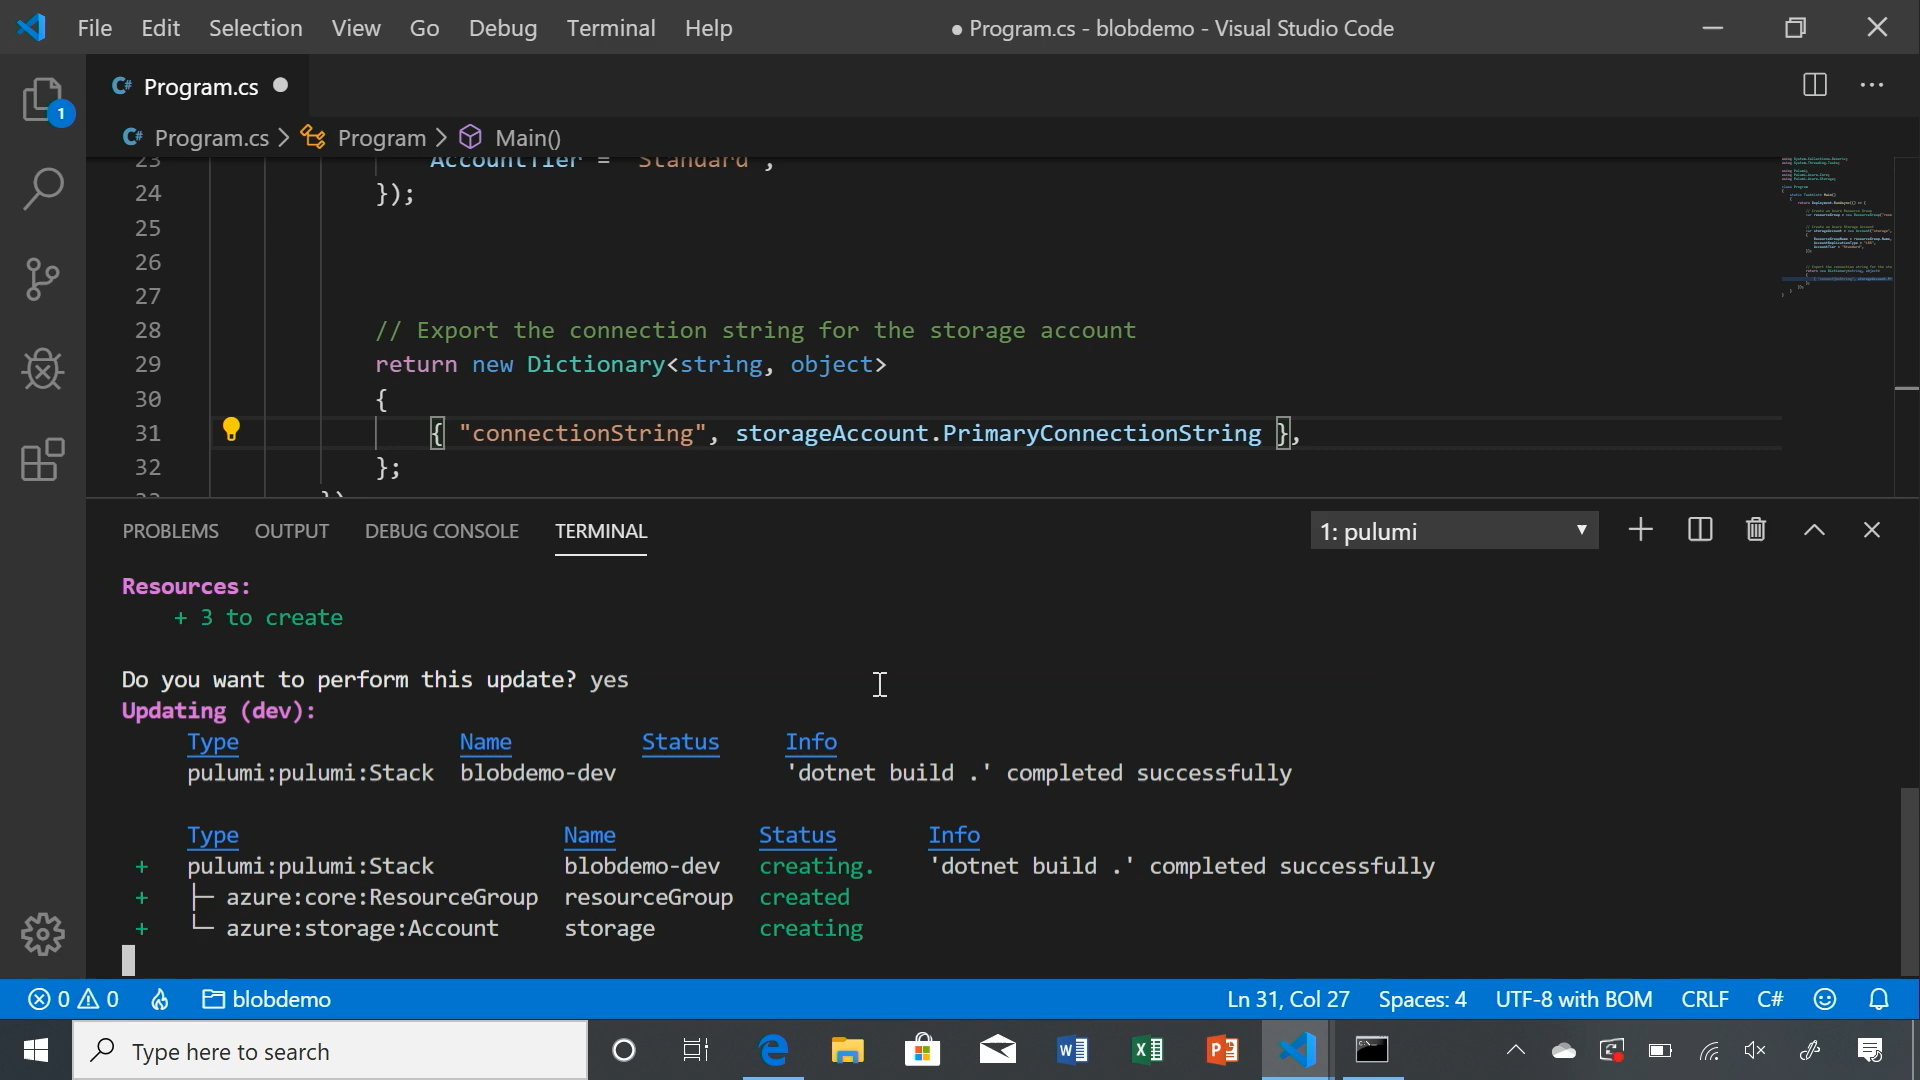 File Edit Selection View Go Debug Terminal Help
● Program.cs - blobdemo - Visual Studio Code
1
C# Program.cs ●
C# Program.cs > Program > Main()
23 AccountTier = "Standard",
24 });
25
26
27
28 // Export the connection string for the storage account
29 return new Dictionary<string, object>
30 {
31 { "connectionString", storageAccount.PrimaryConnectionString },
32 };
PROBLEMS OUTPUT DEBUG CONSOLE TERMINAL
1: pulumi
Resources:
+ 3 to create
Do you want to perform this update? yes
Updating (dev):
Type Name Status Info
pulumi:pulumi:Stack blobdemo-dev 'dotnet build .' completed successfully
Type Name Status Info
+ pulumi:pulumi:Stack blobdemo-dev creating. 'dotnet build .' completed successfully
+ ├─ azure:core:ResourceGroup resourceGroup created
+ └─ azure:storage:Account storage creating
0 0 blobdemo
Ln 31, Col 27 Spaces: 4 UTF-8 with BOM CRLF C#
Type here to search